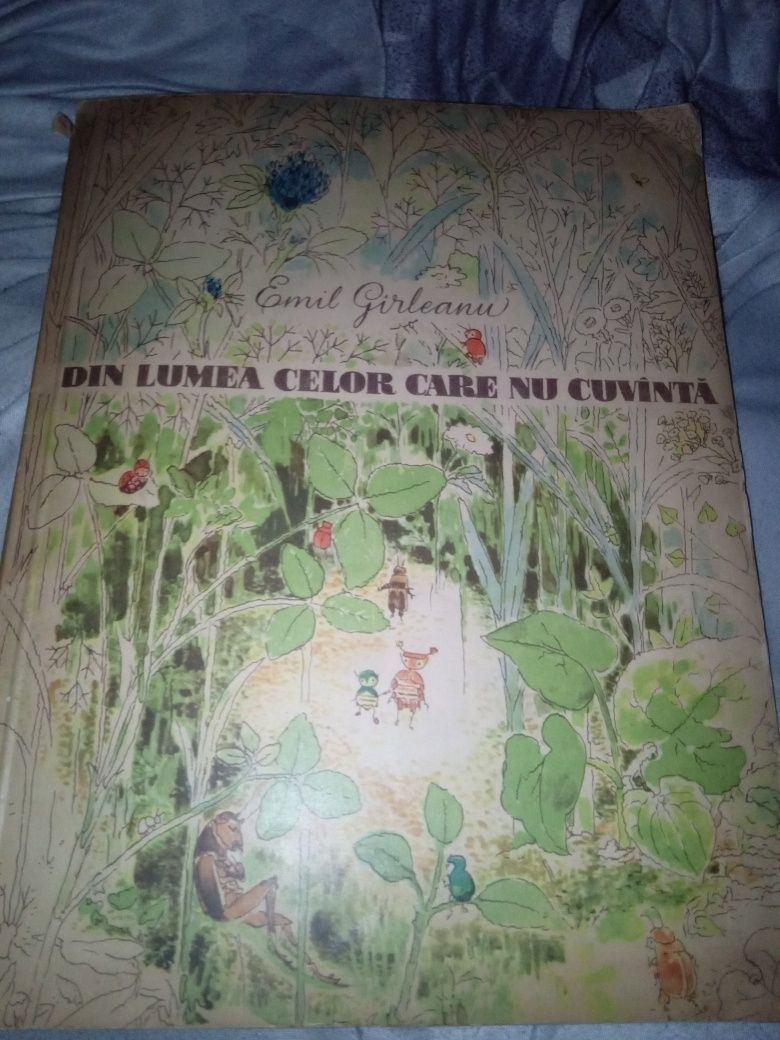 Emil Gîrleanu
DIN LUMEA CELOR CARE NU CUVÎNTĂ